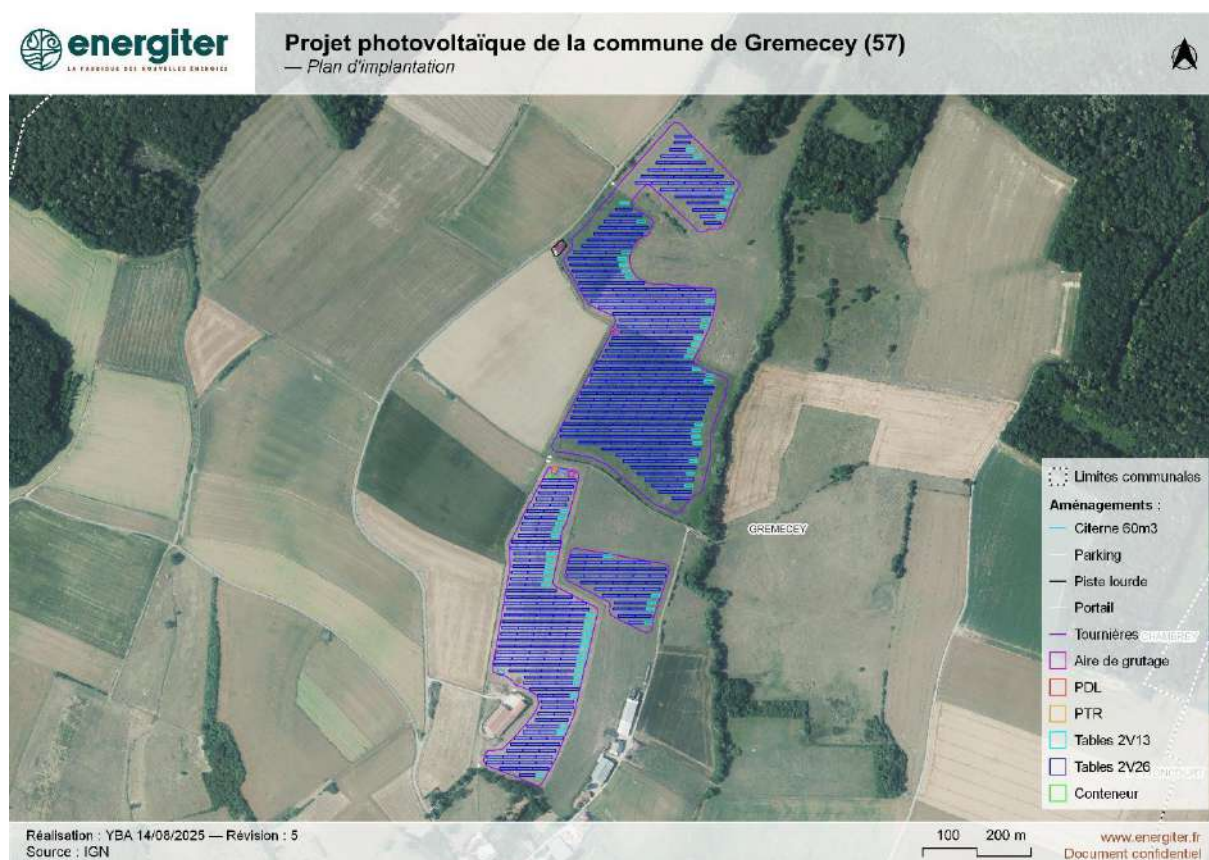 energiter
LA FABRIQUE DES NOUVELLES ÉNERGIES
Projet photovoltaïque de la commune de Gremecey (57)
— Plan d'implantation
GREMECEY
Limites communales
Aménagements :
Citerne 60m3
Parking
Piste lourde
Portail
Tournières
CHAMBREY
Aire de grutage
PDL
PTR
Tables 2V13
Tables 2V26
Conteneur
Réalisation : YBA 14/08/2025 — Révision : 5
Source : IGN
100 200 m
www.energiter.fr
Document confidentiel